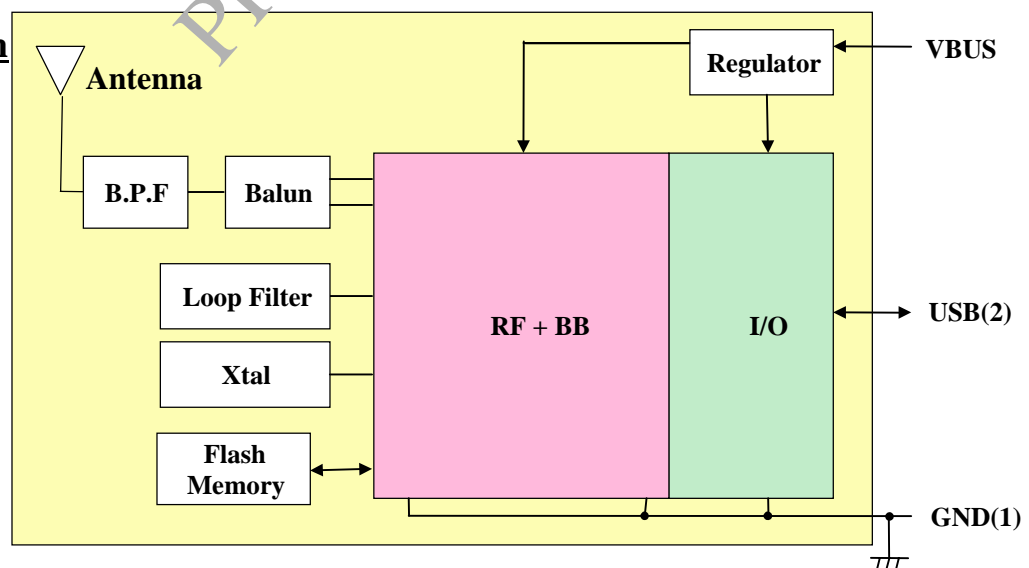 VBUS
Regulator
Antenna
B.P.F
Balun
Loop Filter
RF + BB
I/O
USB(2)
Xtal
Flash
Memory
GND(1)